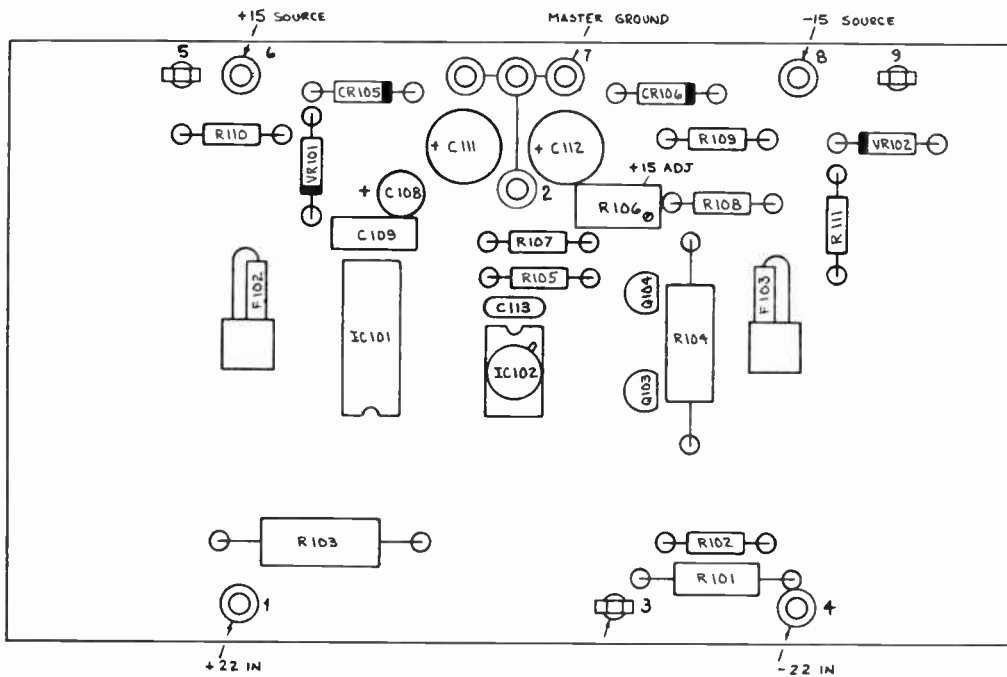 +15 SOURCE
MASTER GROUND
-15 SOURCE
5
6
7
8
9
CR105
CR106
R110
VR101
+ C111
+ C112
R109
VR102
+15 ADJ
+
C108
2
R106
R108
R111
C109
R107
R105
F102
Q104
F103
C113
IC101
IC102
R104
Q103
R103
R102
R101
1
3
4
+22 IN
-22 IN